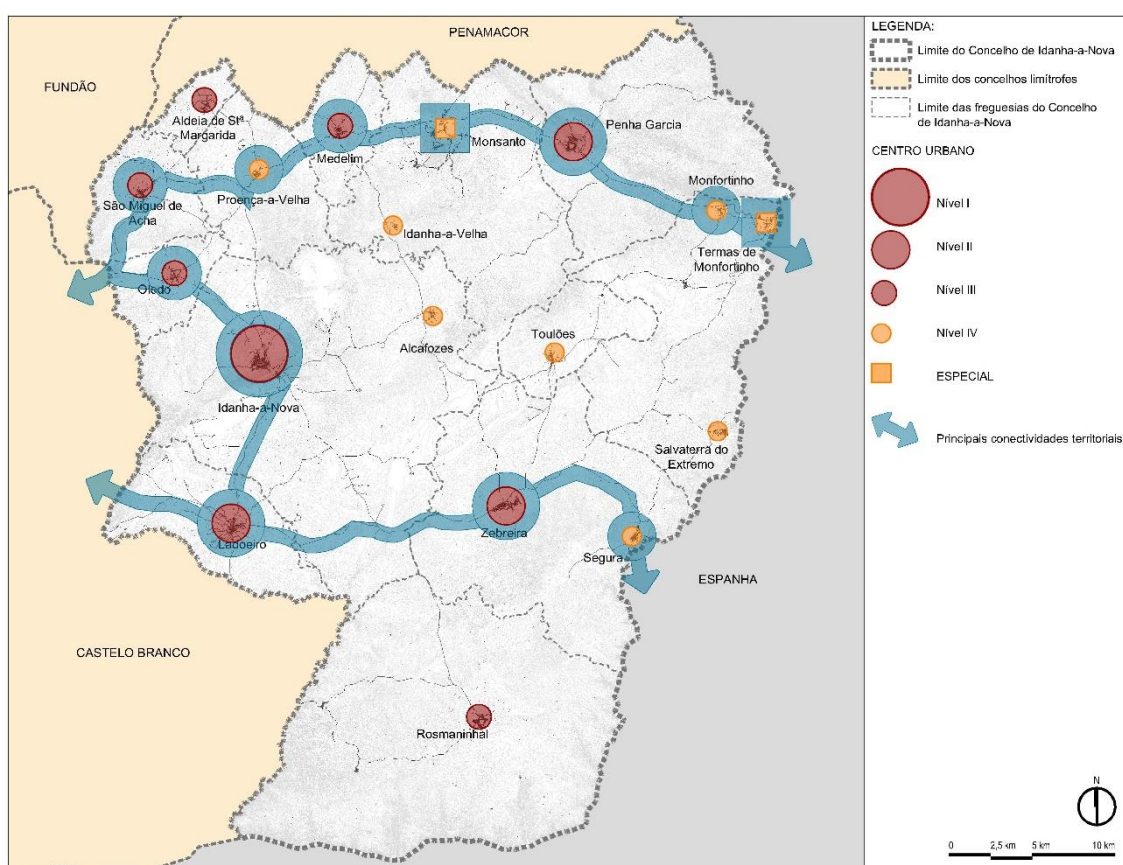 PENAMACOR
FUNDÃO
Aldeia de Stª
Margarida
Medelim
Monsanto
Penha Garcia
São Miguel de
Acha
Proença-a-Velha
Monfortinho
Idanha-a-Velha
Termas de
Monfortinho
Oledo
Alcafozes
Toulões
Idanha-a-Nova
Salvaterra do
Extremo
Ladoeiro
Zebreira
Segura
ESPANHA
CASTELO BRANCO
Rosmaninhal
LEGENDA:
Limite do Concelho de Idanha-a-Nova
Limite dos concelhos limítrofes
Limite das freguesias do Concelho
de Idanha-a-Nova
CENTRO URBANO
Nível I
Nível II
Nível III
Nível IV
ESPECIAL
Principais conectividades territoriais
N
0 2,5 km 5 km 10 km